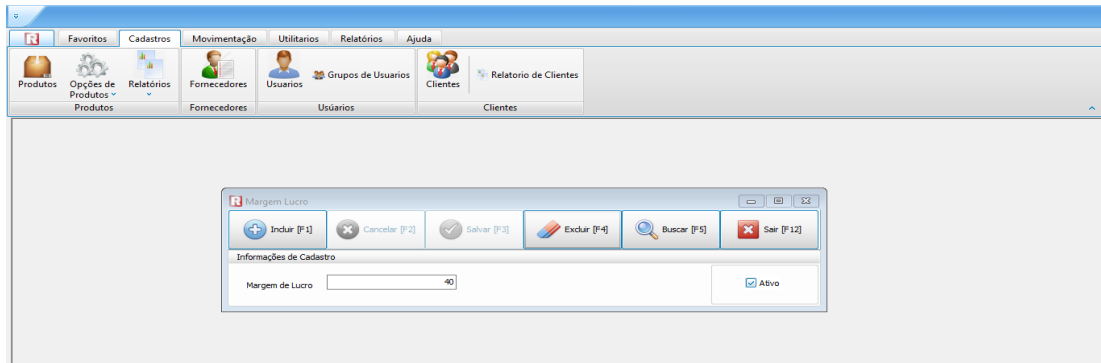 R Favoritos Cadastros Movimentação Utilitarios Relatórios Ajuda
Produtos Opções de Produtos Relatórios Fornecedores Usuarios Grupos de Usuarios Clientes Relatorio de Clientes
Produtos Fornecedores Usúarios Clientes
R Margem Lucro
Incluir [F1] Cancelar [F2] Salvar [F3] Excluir [F4] Buscar [F5] Sair [F12]
Informações de Cadastro
Margem de Lucro 40 Ativo